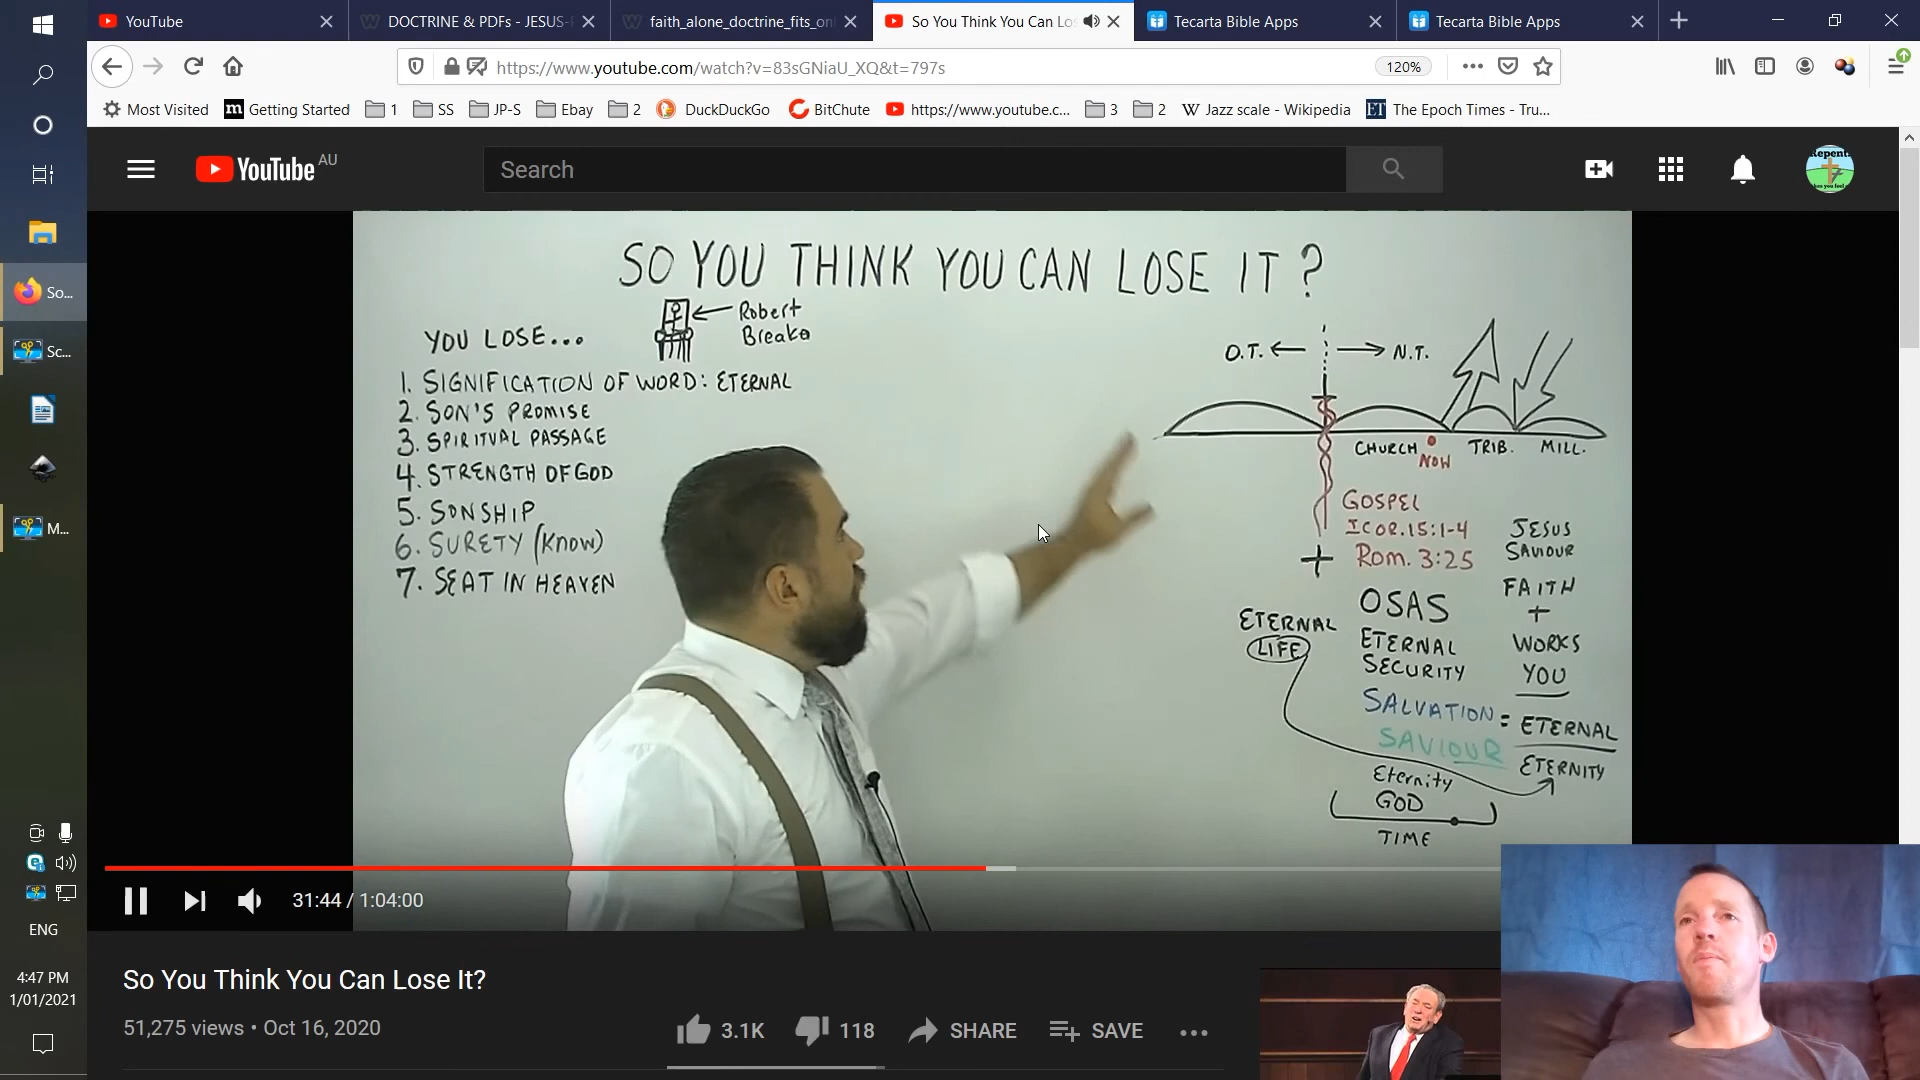 YouTube
DOCTRINE & PDFs - JESUS-
faith_alone_doctrine_fits_on
So You Think You Can Lo
Tecarta Bible Apps
Tecarta Bible Apps
https://www.youtube.com/watch?v=83sGNiaU_XQ&t=797s
120%
Most Visited
m Getting Started
1
SS
JP-S
Ebay
2
DuckDuckGo
BitChute
https://www.youtube.c...
3
2
W Jazz scale - Wikipedia
ET The Epoch Times - Tru...
So...
Sc...
M...
ENG
4:47 PM
1/01/2021
YouTube AU
Search
Repent
SO YOU THINK YOU CAN LOSE IT?
Robert
Breaker
YOU LOSE...
1. SIGNIFICATION OF WORD: ETERNAL
2. SON'S PROMISE
3. SPIRITUAL PASSAGE
4. STRENGTH OF GOD
5. SONSHIP
6. SURETY (KNOW)
7. SEAT IN HEAVEN
O.T. N.T.
CHURCH TRIB. MILL.
NOW
GOSPEL
I COR. 15:1-4
Rom. 3:25
JESUS
SAVIOUR
FAITH
+
WORKS
YOU
OSAS
ETERNAL
SECURITY
ETERNAL
LIFE
SALVATION = ETERNAL
SAVIOUR
ETERNITY
Eternity
GOD
TIME
31:44 / 1:04:00
So You Think You Can Lose It?
51,275 views • Oct 16, 2020
3.1K
118
SHARE
SAVE